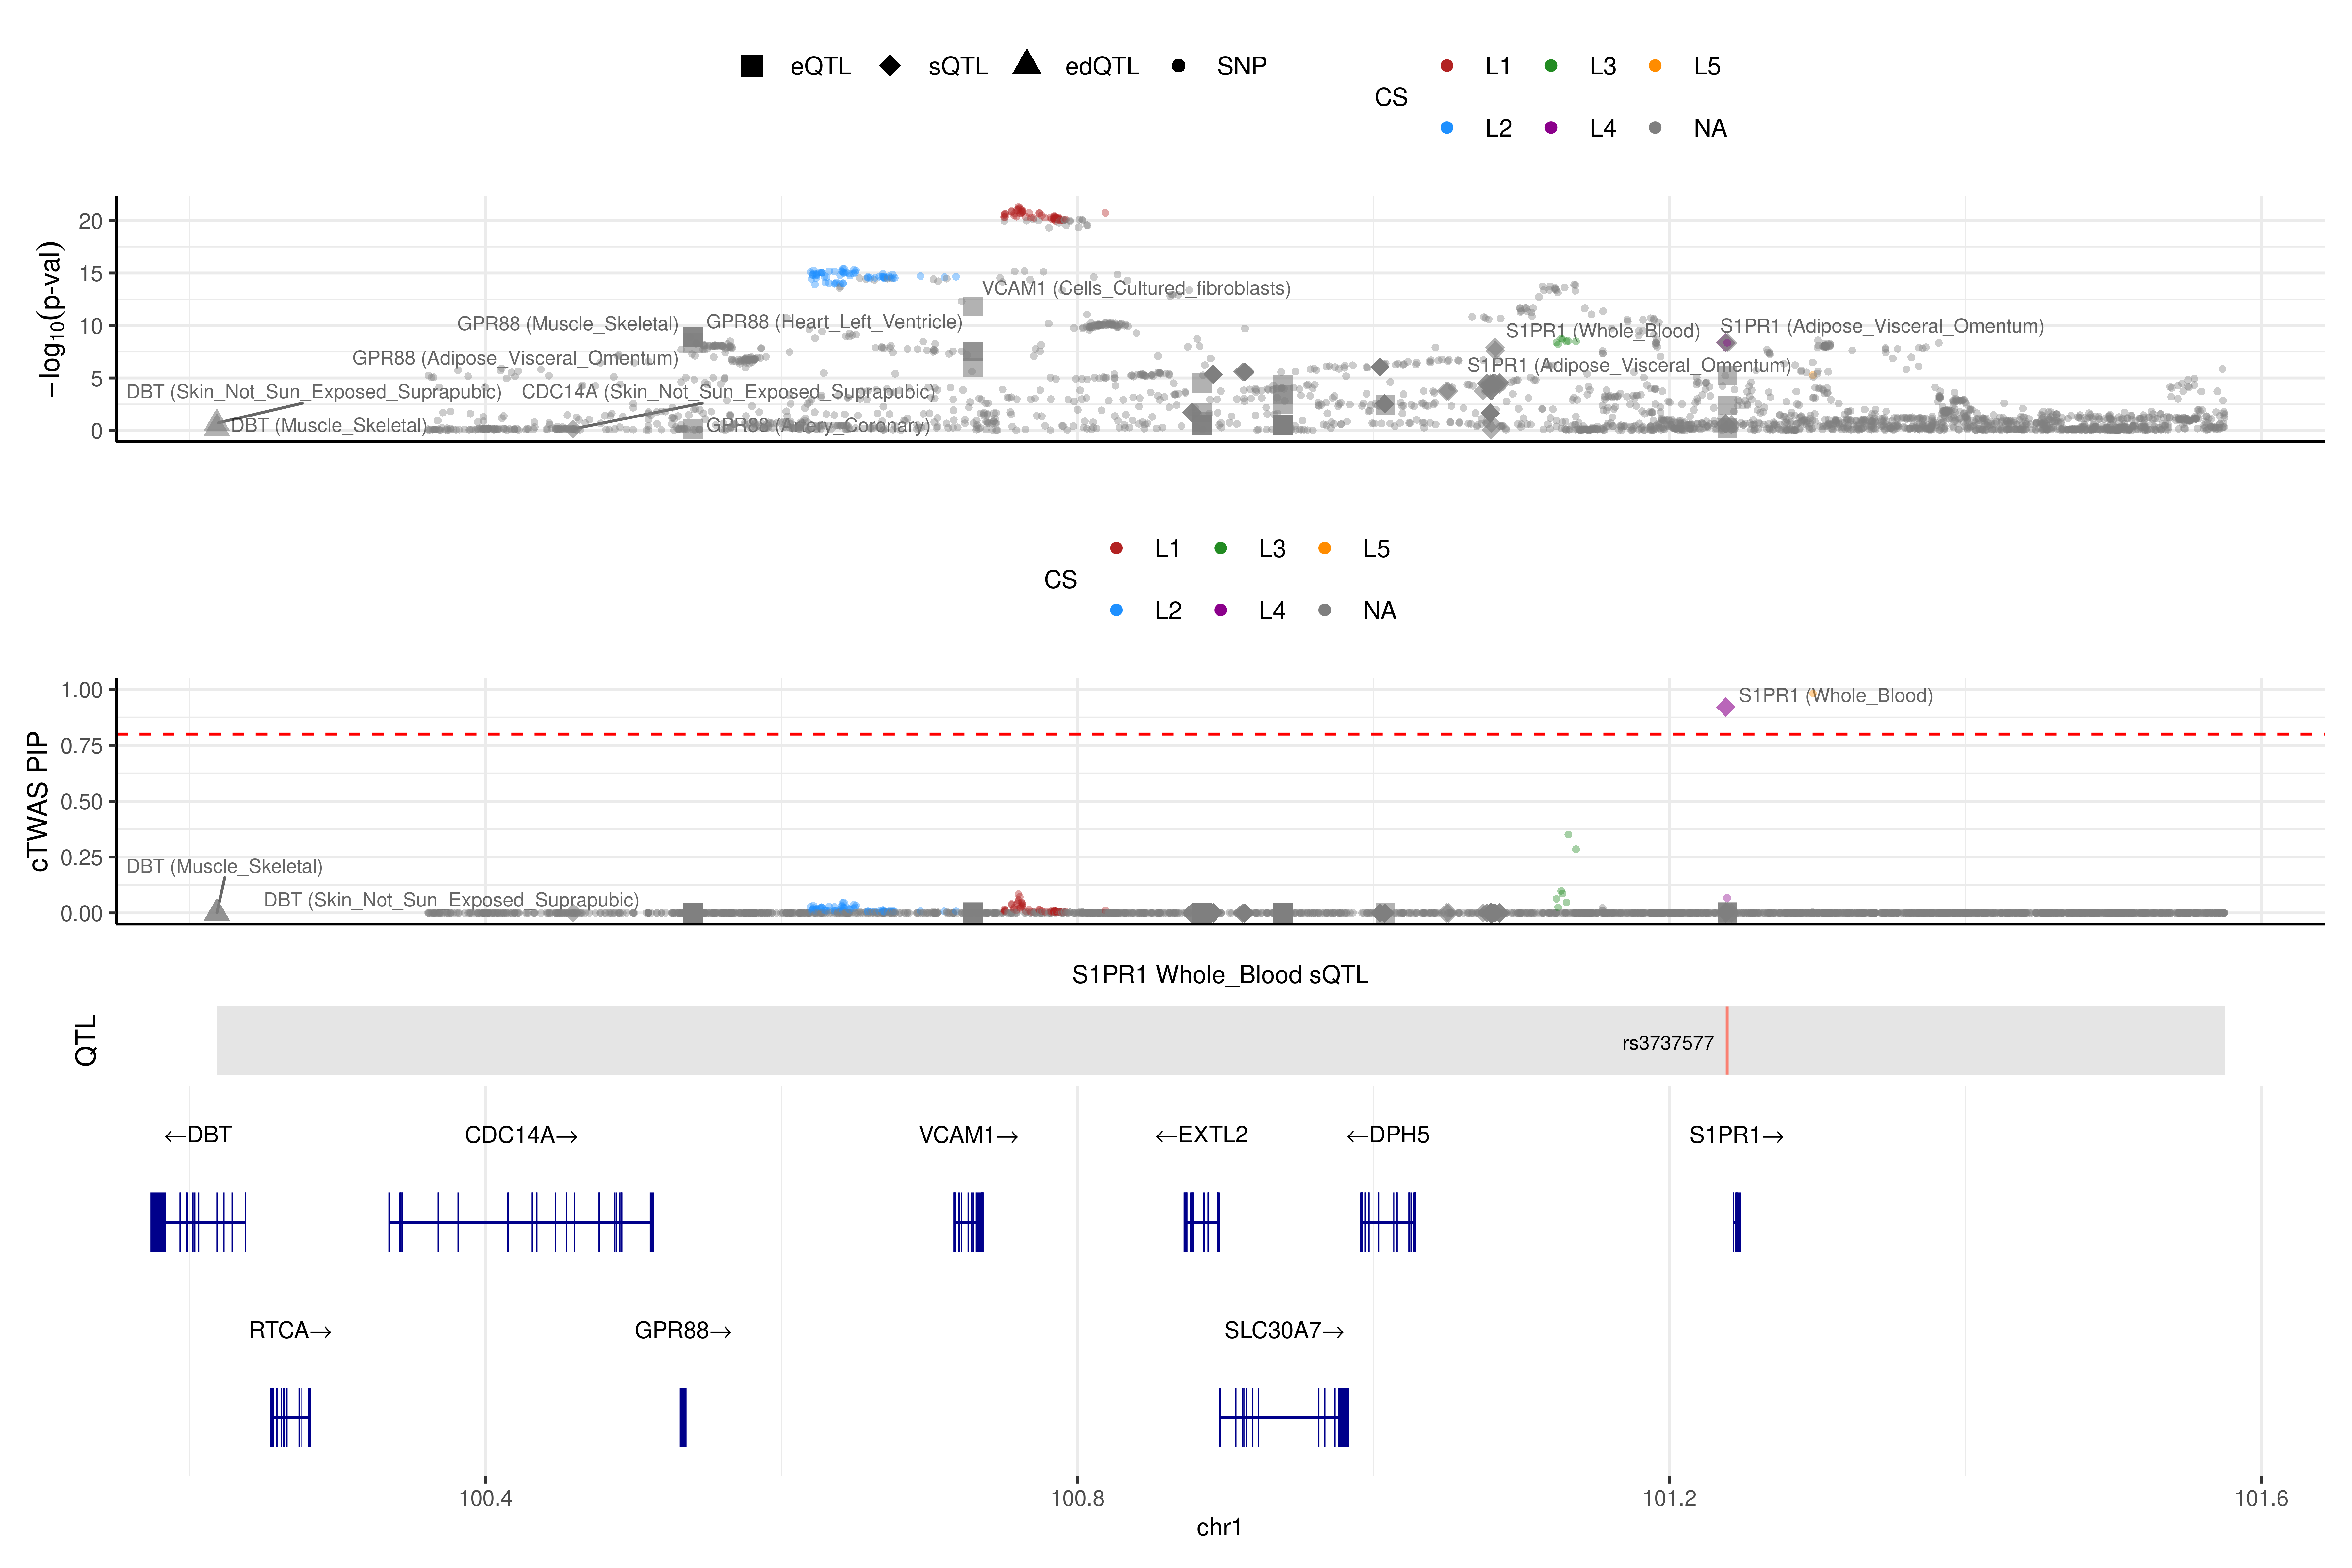 eQTL sQTL edQTL SNP
CS
L1 L3 L5
L2 L4 NA
−log10(p-val)
20
15
10
5
0
VCAM1 (Cells_Cultured_fibroblasts)
GPR88 (Muscle_Skeletal)
GPR88 (Heart_Left_Ventricle)
S1PR1 (Whole_Blood)
S1PR1 (Adipose_Visceral_Omentum)
GPR88 (Adipose_Visceral_Omentum)
S1PR1 (Adipose_Visceral_Omentum)
DBT (Skin_Not_Sun_Exposed_Suprapubic)
CDC14A (Skin_Not_Sun_Exposed_Suprapubic)
DBT (Muscle_Skeletal)
GPR88 (Artery_Coronary)
CS
L1 L3 L5
L2 L4 NA
cTWAS PIP
1.00
0.75
0.50
0.25
0.00
S1PR1 (Whole_Blood)
DBT (Muscle_Skeletal)
DBT (Skin_Not_Sun_Exposed_Suprapubic)
S1PR1 Whole_Blood sQTL
QTL
rs3737577
←DBT
CDC14A→
VCAM1→
←EXTL2
←DPH5
S1PR1→
RTCA→
GPR88→
SLC30A7→
100.4 100.8 101.2 101.6
chr1